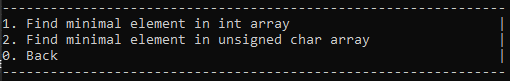 --------------------------------------------------------------
1. Find minimal element in int array                         |
2. Find minimal element in unsigned char array               |
0. Back                                                      |
--------------------------------------------------------------